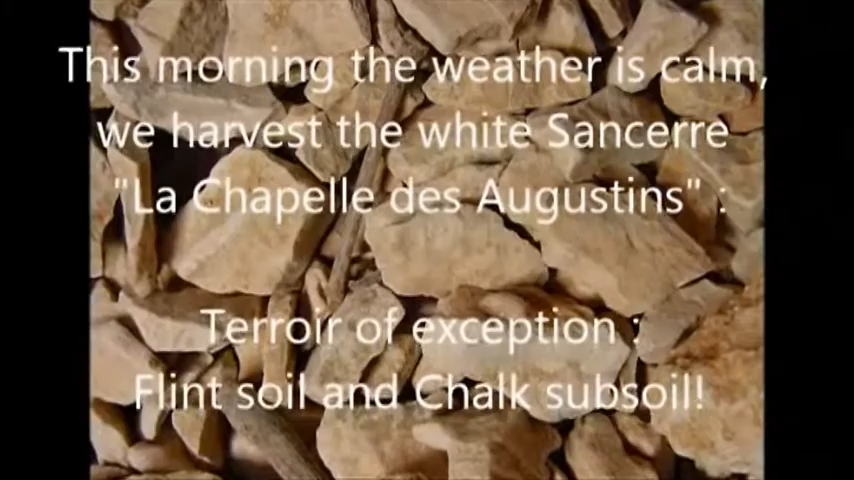 This morning the weather is calm,
we harvest the white Sancerre
"La Chapelle des Augustins" :
Terroir of exception :
Flint soil and Chalk subsoil!